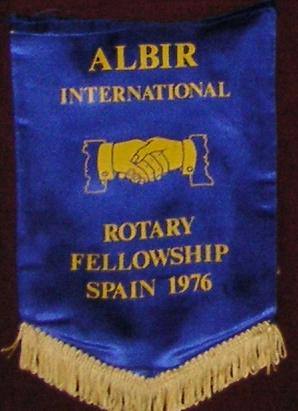 ALBIR
INTERNATIONAL
ROTARY
FELLOWSHIP
SPAIN 1976